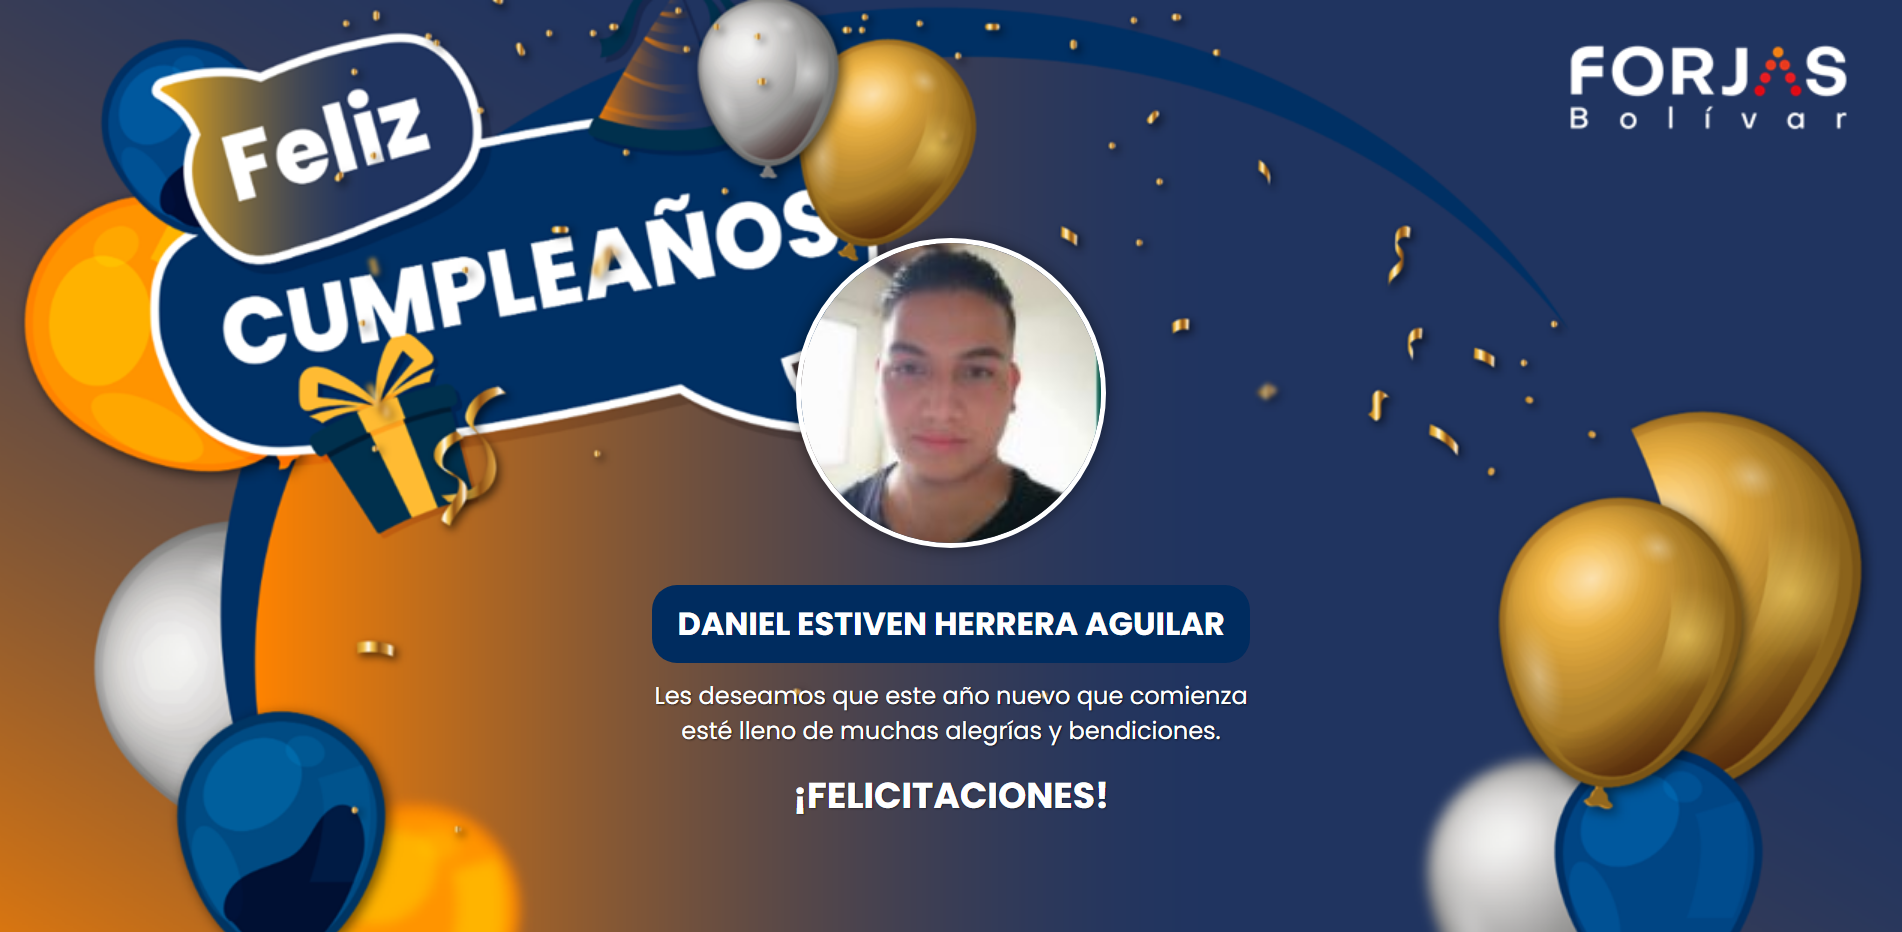 Feliz
CUMPLEAÑOS
FORJAS
Bolívar
DANIEL ESTIVEN HERRERA AGUILAR
Les deseamos que este año nuevo que comienza
esté lleno de muchas alegrías y bendiciones.
¡FELICITACIONES!